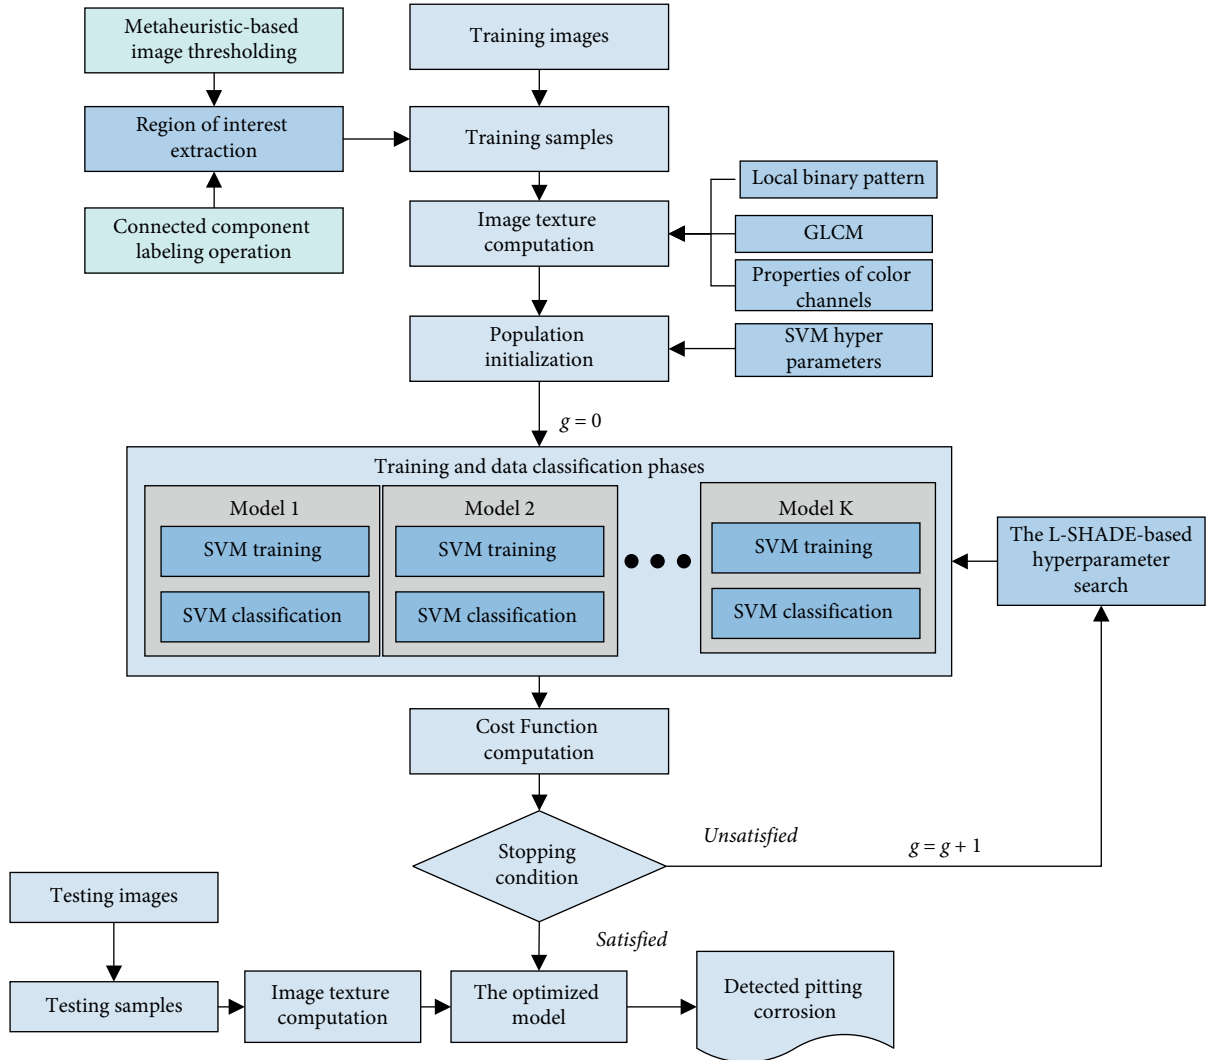 Metaheuristic-based
image thresholding
Training images
Region of interest
extraction
Training samples
Connected component
labeling operation
Image texture
computation
Local binary pattern
GLCM
Properties of color
channels
Population
initialization
SVM hyper
parameters
g = 0
Training and data classification phases
Model 1
SVM training
SVM classification
Model 2
SVM training
SVM classification
Model K
SVM training
SVM classification
The L-SHADE-based
hyperparameter
search
Cost Function
computation
Stopping
condition
Unsatisfied
g = g + 1
Satisfied
Testing images
Testing samples
Image texture
computation
The optimized
model
Detected pitting
corrosion